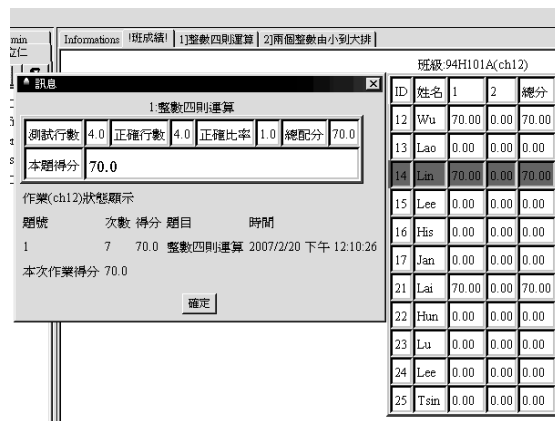 min
Informations !班成績! 1]整數四則運算 2]兩個整數由小到大排
立仁
班級:94H101A(ch12)
訊息
1:整數四則運算
測試行數 4.0 正確行數 4.0 正確比率 1.0 總配分 70.0
本題得分 70.0
作業(ch12)狀態顯示
題號 次數 得分 題目 時間
1 7 70.0 整數四則運算 2007/2/20 下午 12:10:26
本次作業得分 70.0
確定
ID 姓名 1 2 總分
12 Wu 70.00 0.00 70.00
13 Lao 0.00 0.00 0.00
14 Lin 70.00 0.00 70.00
15 Lee 0.00 0.00 0.00
16 His 0.00 0.00 0.00
17 Jan 0.00 0.00 0.00
21 Lai 70.00 0.00 70.00
22 Hun 0.00 0.00 0.00
23 Lu 0.00 0.00 0.00
24 Lee 0.00 0.00 0.00
25 Tsin 0.00 0.00 0.00